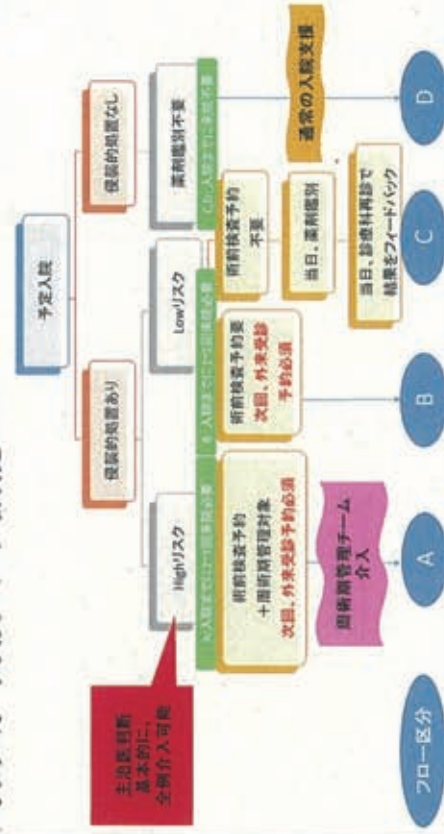 予定入院
侵襲的処置あり
侵襲的処置なし
主治医判断
基本的に、
全例介入可能
Highリスク
Lowリスク
薬剤鑑別不要
術前検査予約
+周術期管理対象
次回、外来受診予約必須
術前検査予約要
次回、外来受診
予約必須
術前検査予約
不要
当日、薬剤鑑別
当日、診療科再診で
結果をフィードバック
周術期管理チーム
介入
通常の入院支援
フロー区分
A
B
C
D